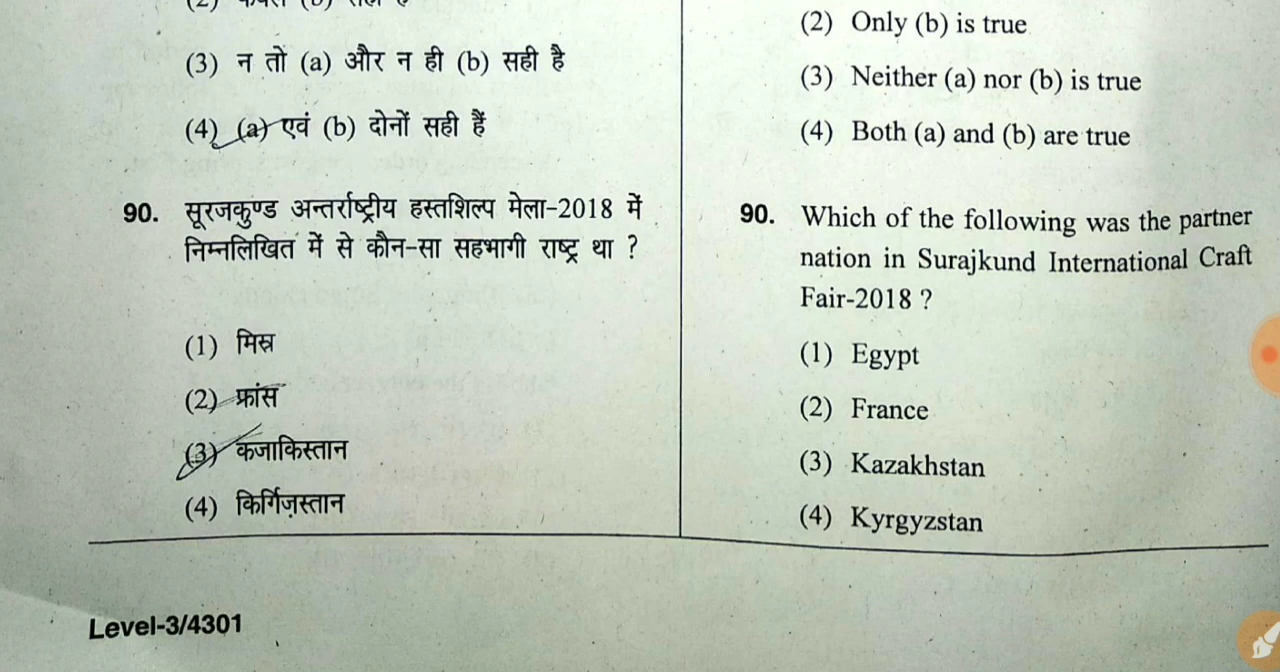 (3) न तो (a) और न ही (b) सही है
(4) (a) एवं (b) दोनों सही हैं
90. सूरजकुण्ड अन्तर्राष्ट्रीय हस्तशिल्प मेला-2018 में
निम्नलिखित में से कौन-सा सहभागी राष्ट्र था ?
(1) मिस्र
(2) फ्रांस
(3) कजाकिस्तान
(4) किर्गिज़स्तान
(2) Only (b) is true
(3) Neither (a) nor (b) is true
(4) Both (a) and (b) are true
90. Which of the following was the partner
nation in Surajkund International Craft
Fair-2018 ?
(1) Egypt
(2) France
(3) Kazakhstan
(4) Kyrgyzstan
Level-3/4301